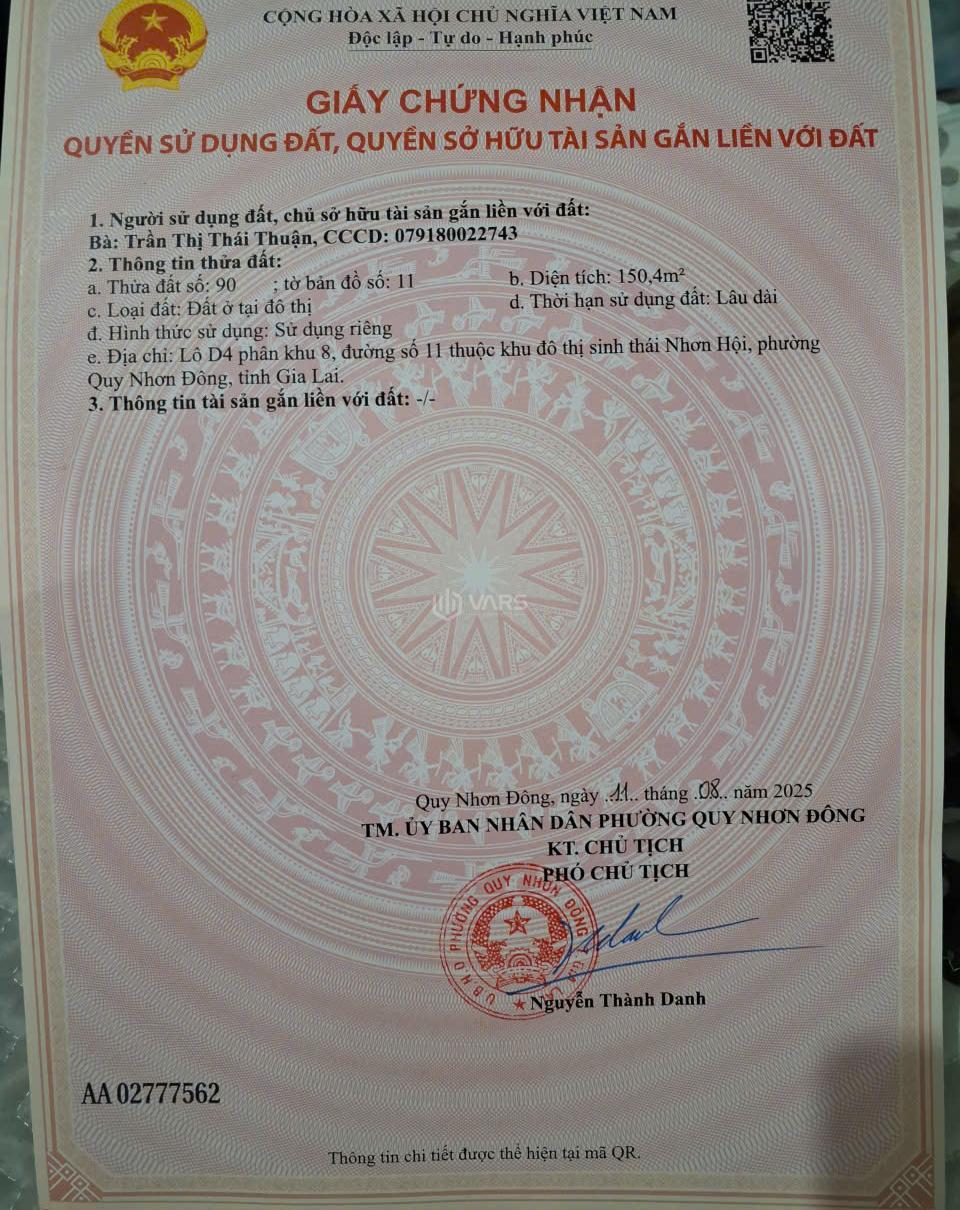 CỘNG HÒA XÃ HỘI CHỦ NGHĨA VIỆT NAM
Độc lập - Tự do - Hạnh phúc
GIẤY CHỨNG NHẬN
QUYỀN SỬ DỤNG ĐẤT, QUYỀN SỞ HỮU TÀI SẢN GẮN LIỀN VỚI ĐẤT
1. Người sử dụng đất, chủ sở hữu tài sản gắn liền với đất:
Bà: Trần Thị Thái Thuận, CCCD: 079180022743
2. Thông tin thửa đất:
a. Thửa đất số: 90 ; tờ bản đồ số: 11 b. Diện tích: 150,4m²
c. Loại đất: Đất ở tại đô thị d. Thời hạn sử dụng đất: Lâu dài
đ. Hình thức sử dụng: Sử dụng riêng
e. Địa chỉ: Lô D4 phân khu 8, đường số 11 thuộc khu đô thị sinh thái Nhơn Hội, phường
Quy Nhơn Đông, tỉnh Gia Lai.
3. Thông tin tài sản gắn liền với đất: -/-
VARS
Quy Nhơn Đông, ngày ..11.. tháng .08.. năm 2025
TM. ỦY BAN NHÂN DÂN PHƯỜNG QUY NHƠN ĐÔNG
KT. CHỦ TỊCH
PHÓ CHỦ TỊCH
U.B.N.D PHƯỜNG QUY NHƠN ĐÔNG
Nguyễn Thành Danh
AA 02777562
Thông tin chi tiết được thể hiện tại mã QR.